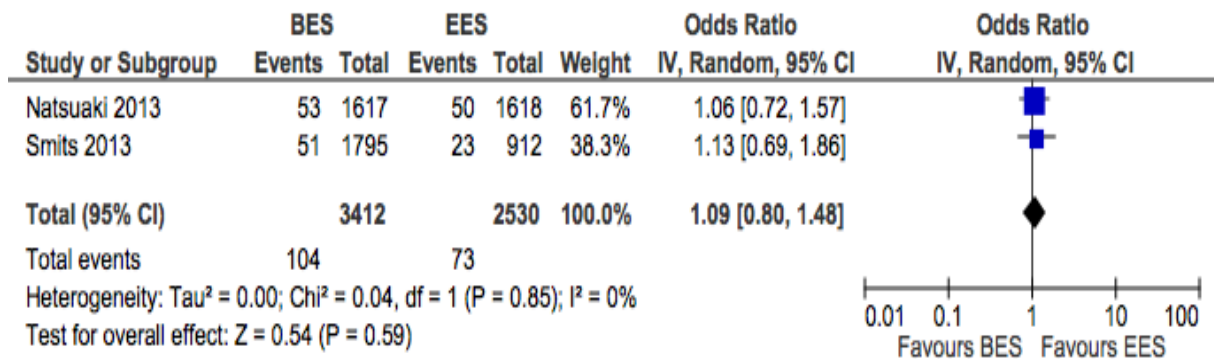 BES EES Odds Ratio Odds Ratio
Study or Subgroup Events Total Events Total Weight IV, Random, 95% CI IV, Random, 95% CI
Natsuaki 2013 53 1617 50 1618 61.7% 1.06 [0.72, 1.57]
Smits 2013 51 1795 23 912 38.3% 1.13 [0.69, 1.86]
Total (95% CI) 3412 2530 100.0% 1.09 [0.80, 1.48]
Total events 104 73
Heterogeneity: Tau² = 0.00; Chi² = 0.04, df = 1 (P = 0.85); I² = 0%
Test for overall effect: Z = 0.54 (P = 0.59)
0.01 0.1 1 10 100
Favours BES Favours EES